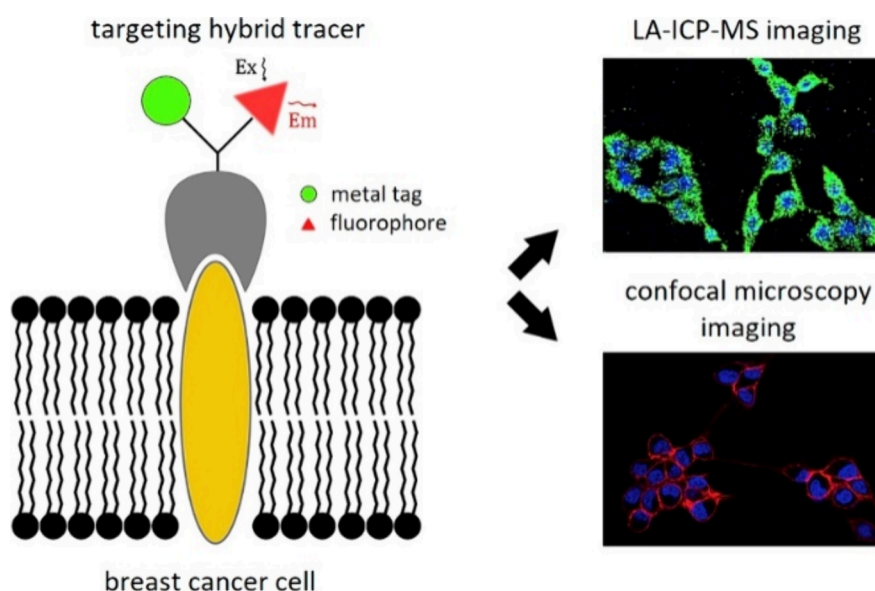 targeting hybrid tracer
Ex
Em
metal tag
fluorophore
breast cancer cell
LA-ICP-MS imaging
confocal microscopy
imaging